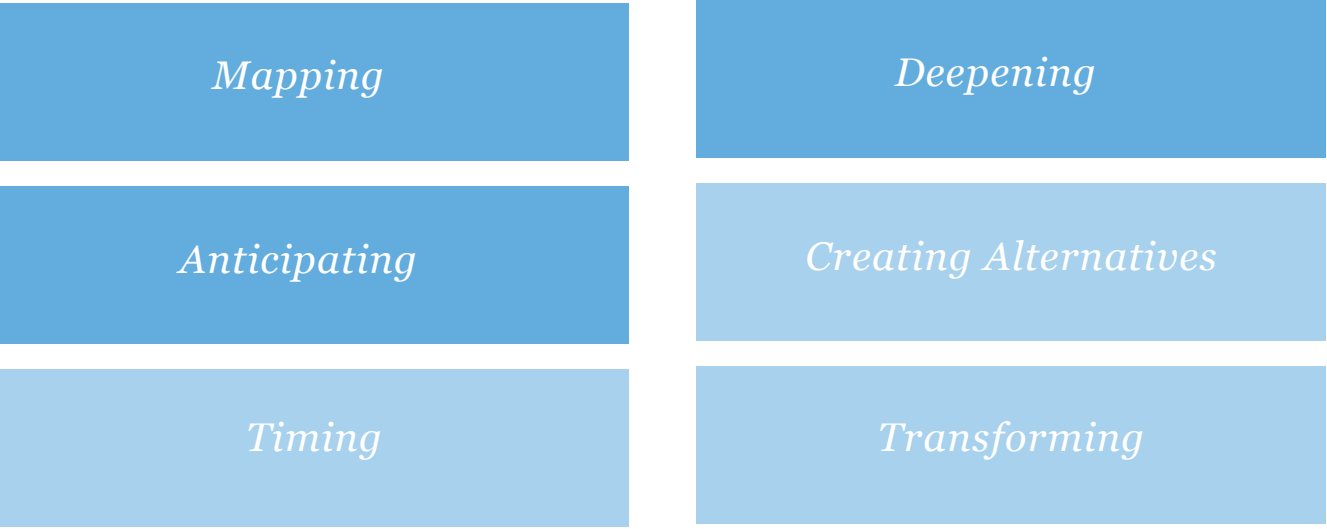 Mapping
Anticipating
Timing
Deepening
Creating Alternatives
Transforming